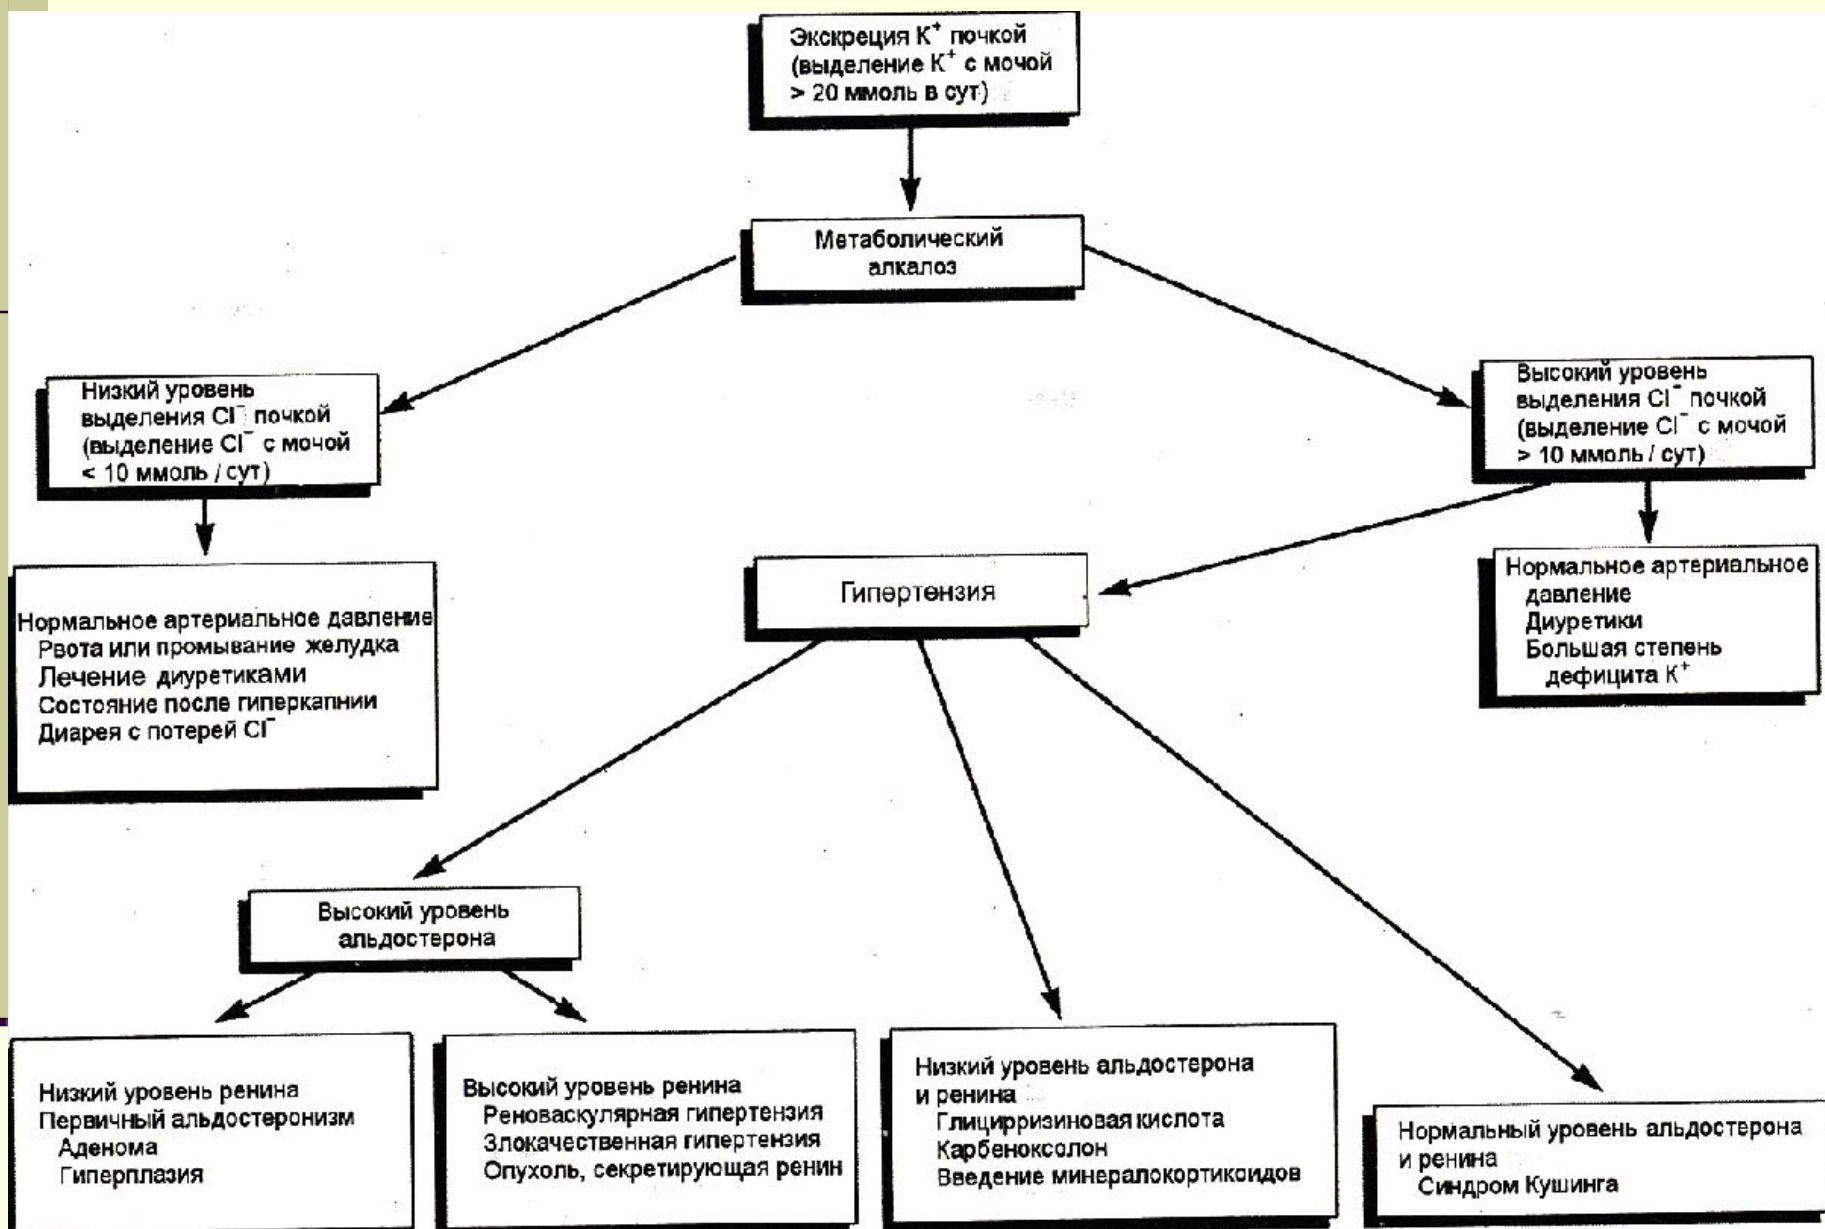 Экскреция К⁺ почкой
(выделение К⁺ с мочой
> 20 ммоль в сут)
Метаболический
алкалоз
Низкий уровень
выделения Cl⁻ почкой
(выделение Cl⁻ с мочой
< 10 ммоль / сут)
Высокий уровень
выделения Cl⁻ почкой
(выделение Cl⁻ с мочой
> 10 ммоль / сут)
Нормальное артериальное давление
Рвота или промывание желудка
Лечение диуретиками
Состояние после гиперкапнии
Диарея с потерей Cl⁻
Гипертензия
Нормальное артериальное
давление
Диуретики
Большая степень
дефицита К⁺
Высокий уровень
альдостерона
Низкий уровень ренина
Первичный альдостеронизм
Аденома
Гиперплазия
Высокий уровень ренина
Реноваскулярная гипертензия
Злокачественная гипертензия
Опухоль, секретирующая ренин
Низкий уровень альдостерона
и ренина
Глицирризиновая кислота
Карбеноксолон
Введение минералокортикоидов
Нормальный уровень альдостерона
и ренина
Синдром Кушинга